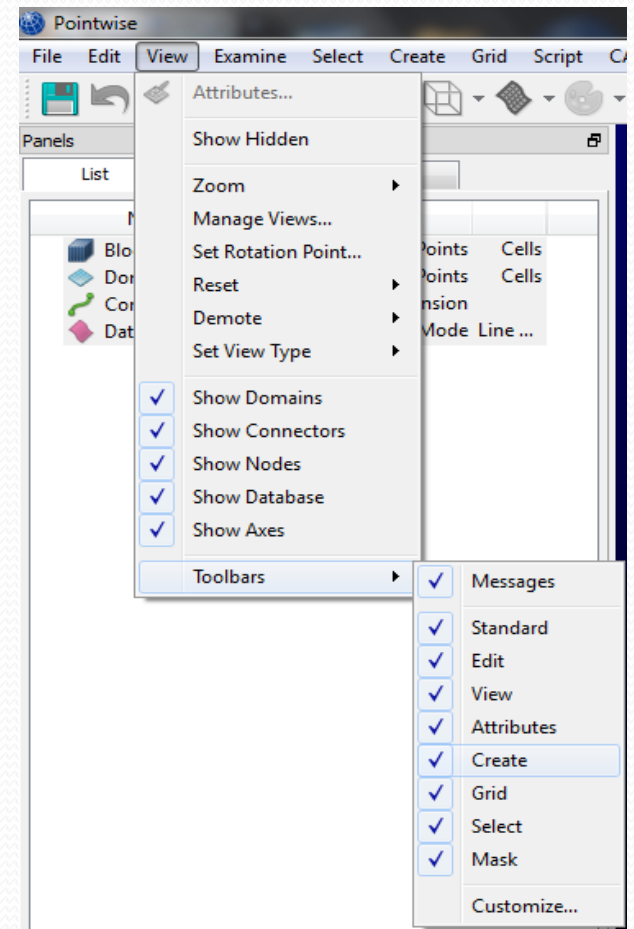 Pointwise
File Edit View Examine Select Create Grid Script
Panels
List
Attributes...
Show Hidden
Zoom
Manage Views...
Set Rotation Point...
Reset
Demote
Set View Type
Cells
Cells
Mode Line ...
Show Domains
Show Connectors
Show Nodes
Show Database
Show Axes
Toolbars
Messages
Standard
Edit
View
Attributes
Create
Grid
Select
Mask
Customize...